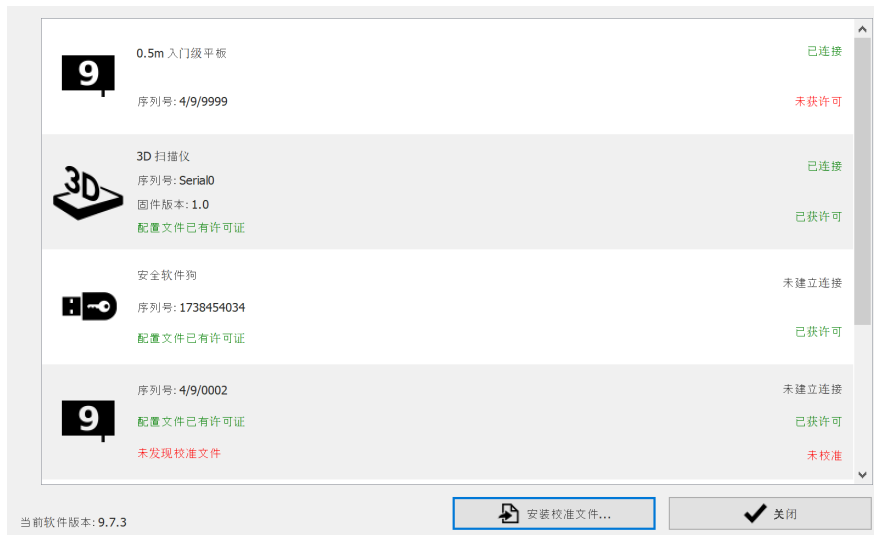 9
0.5m 入门级平板
已连接
序列号: 4/9/9999
未获许可
3D
3D 扫描仪
已连接
序列号: Serial0
固件版本: 1.0
已获许可
配置文件已有许可证
安全软件狗
未建立连接
序列号: 1738454034
配置文件已有许可证
已获许可
9
序列号: 4/9/0002
未建立连接
配置文件已有许可证
已获许可
未发现校准文件
未校准
当前软件版本: 9.7.3
安装校准文件...
关闭